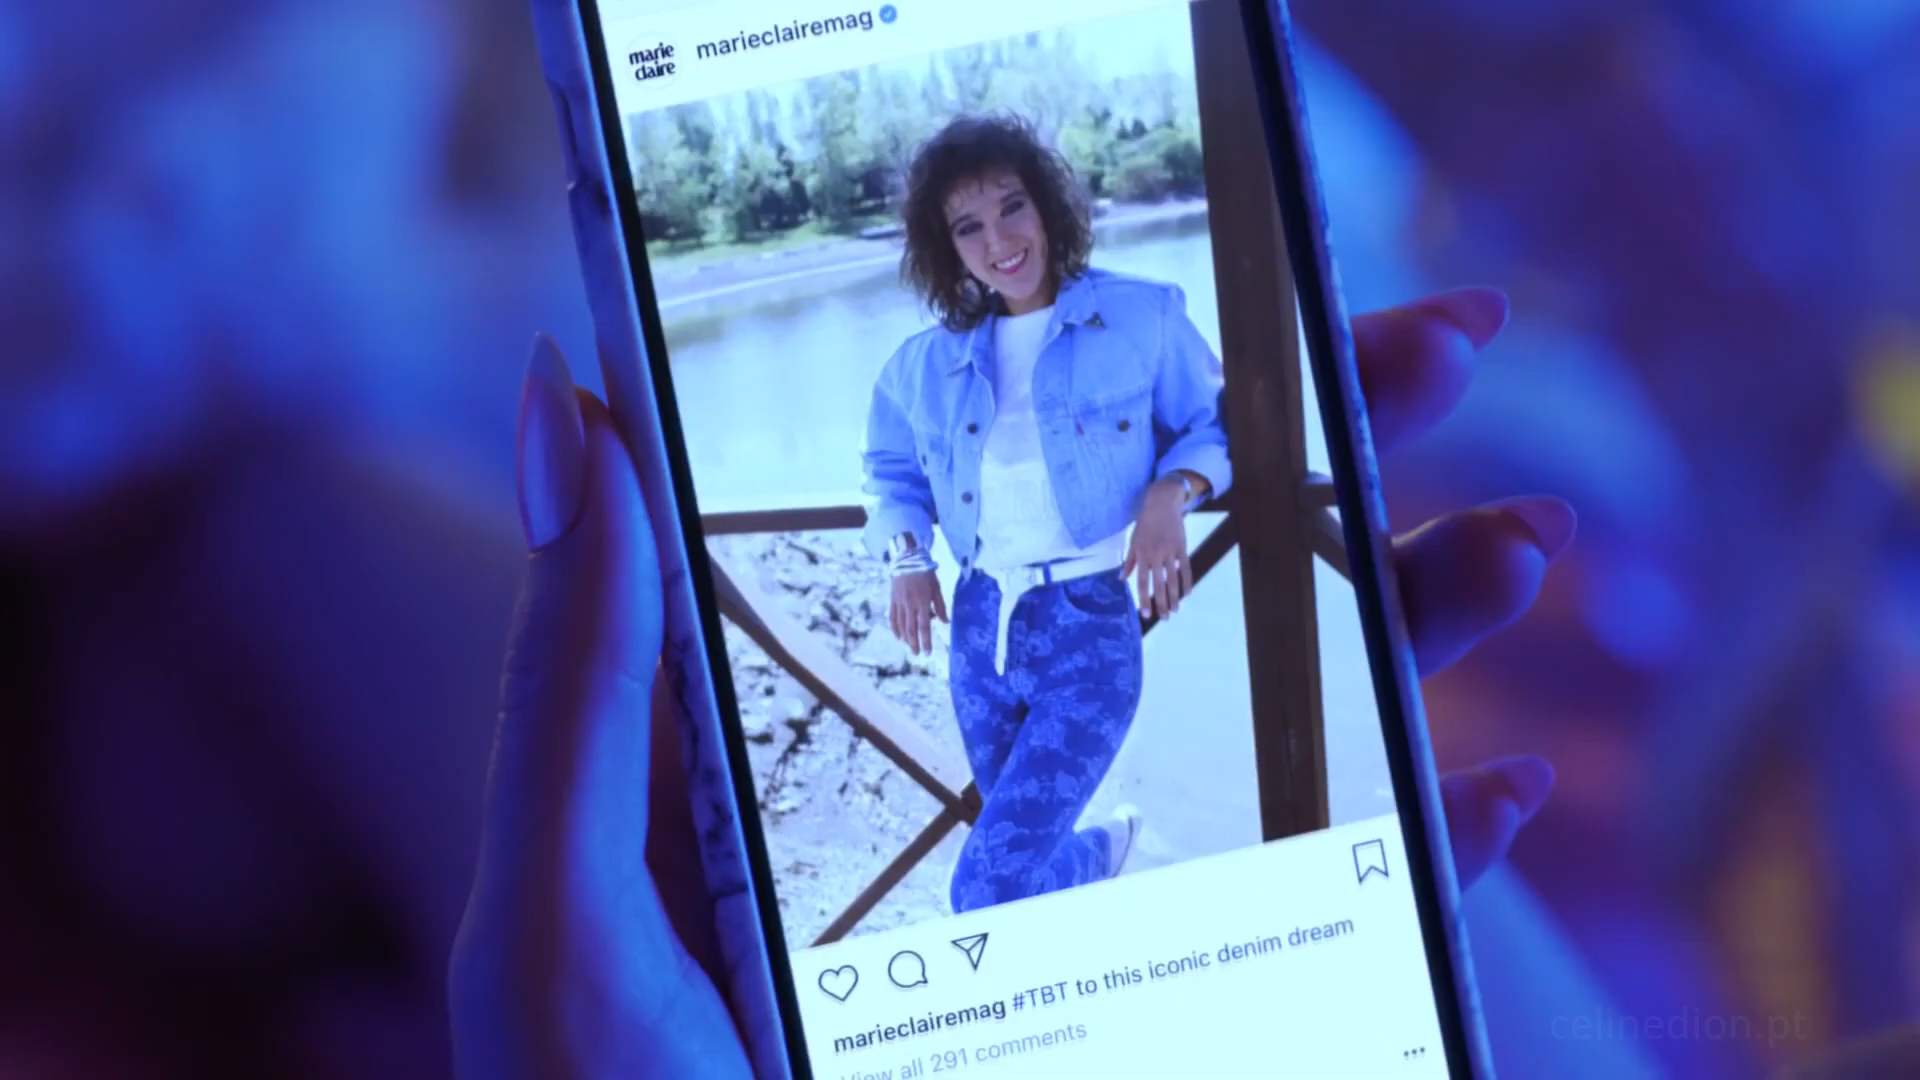 marie
claire
marieclairemag
marieclairemag #TBT to this iconic denim dream
View all 291 comments
celinedion.pt